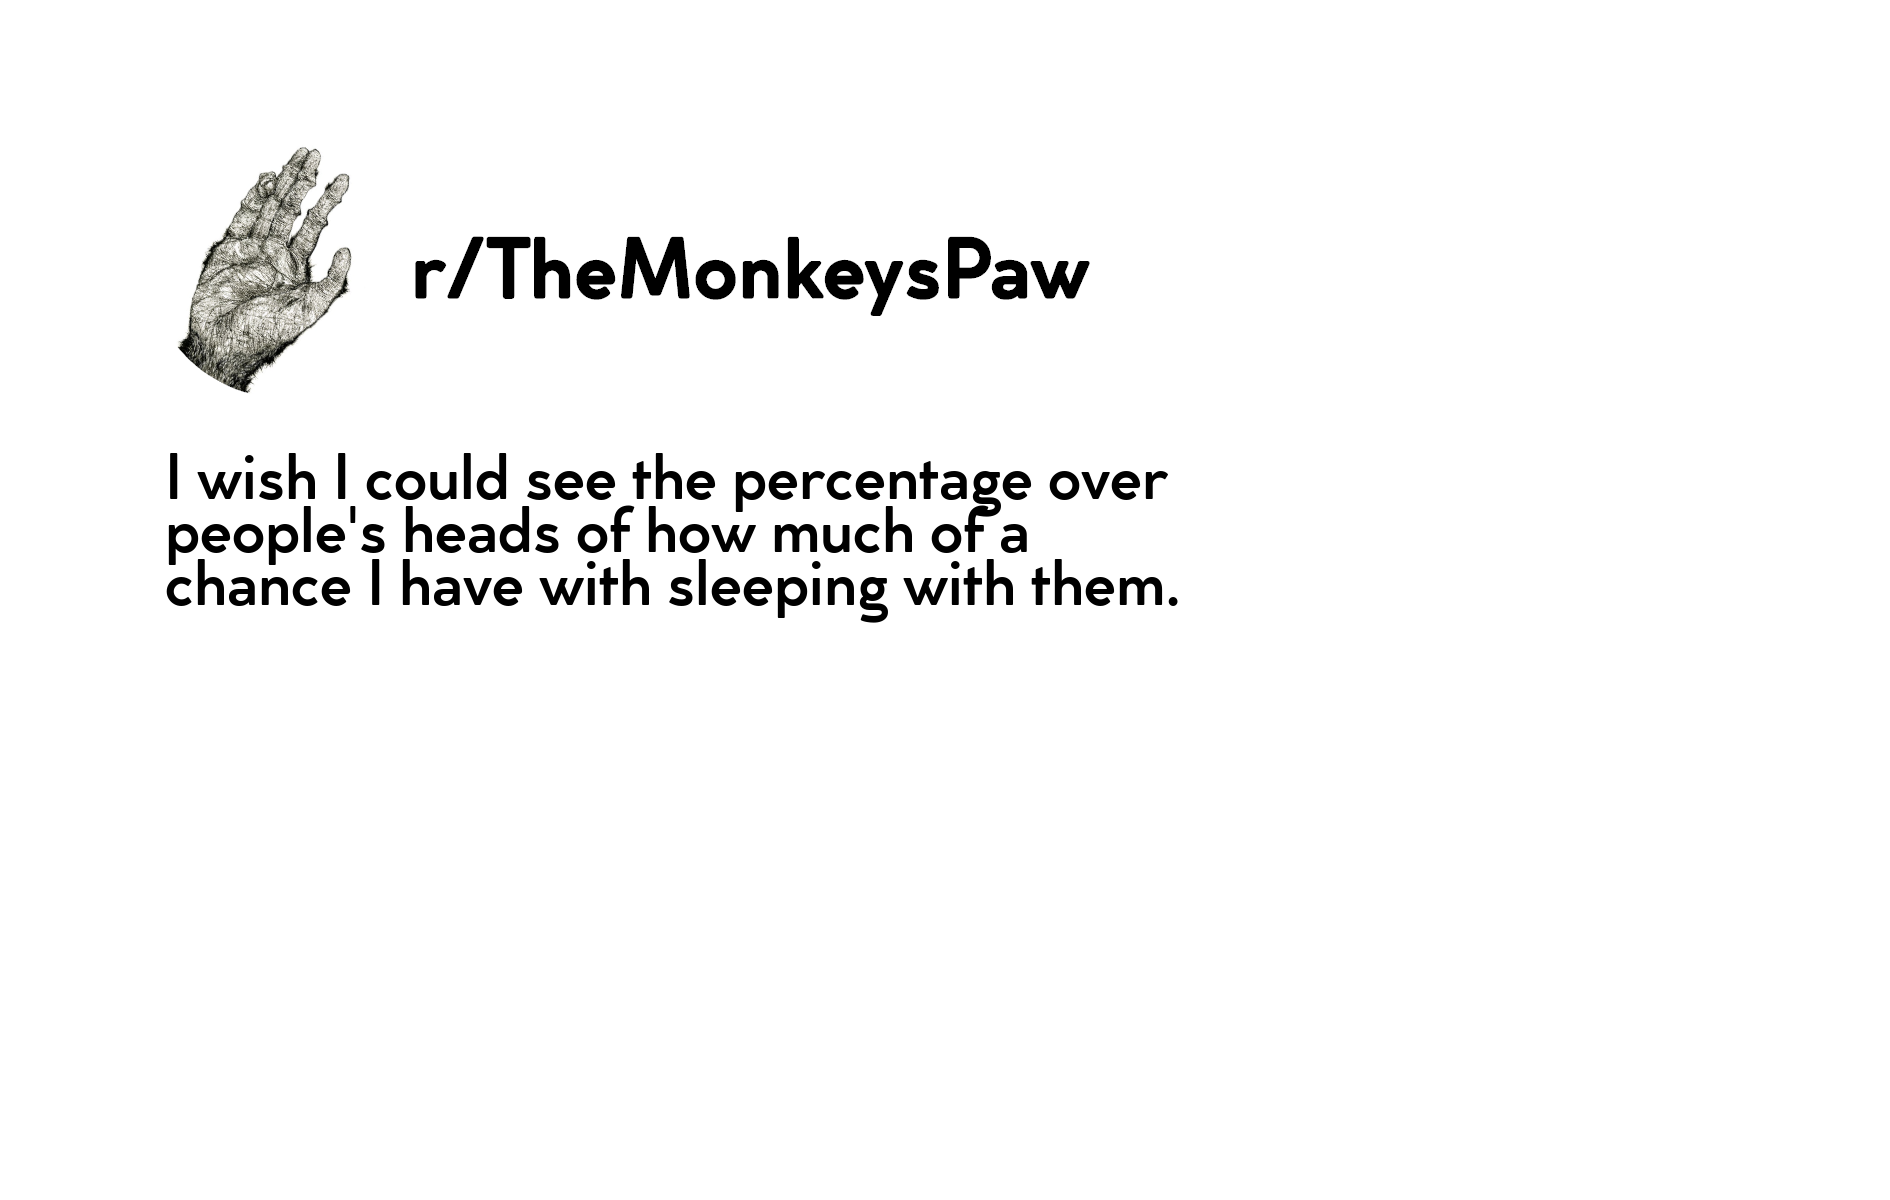 r/TheMonkeysPaw
I wish I could see the percentage over
people's heads of how much of a
chance I have with sleeping with them.